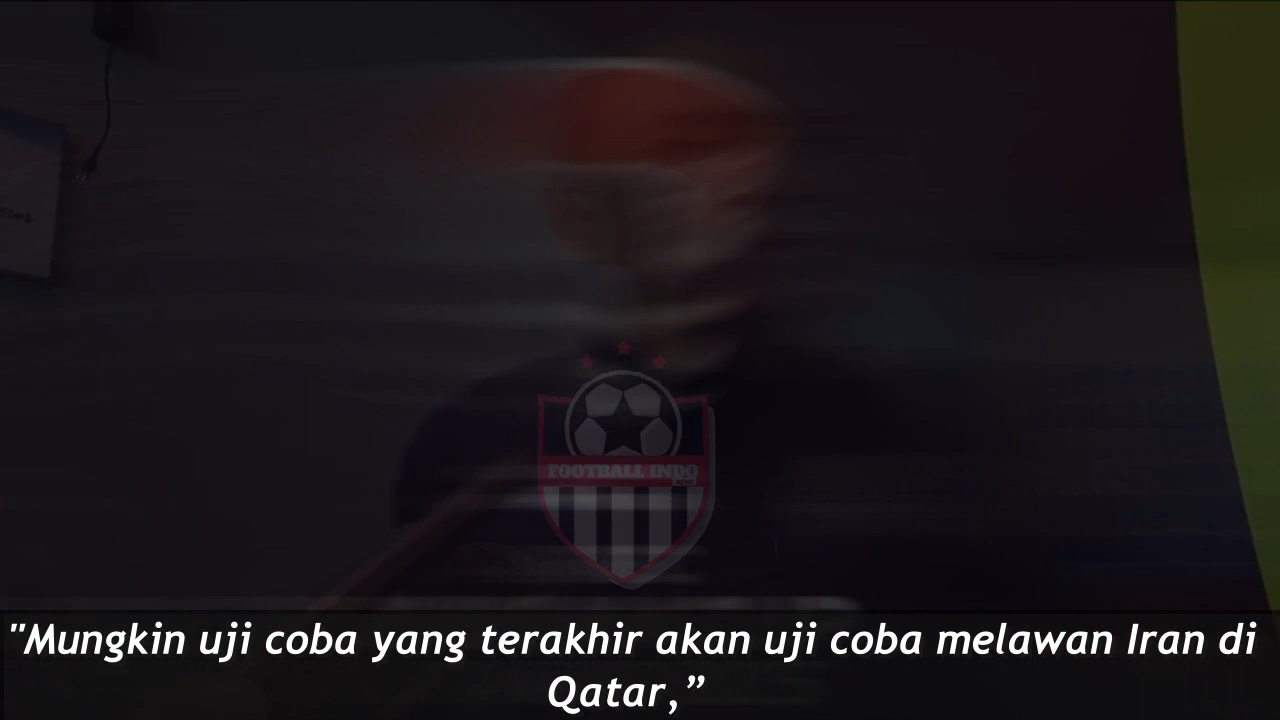 FOOTBALL INDO
"Mungkin uji coba yang terakhir akan uji coba melawan Iran di
Qatar,”